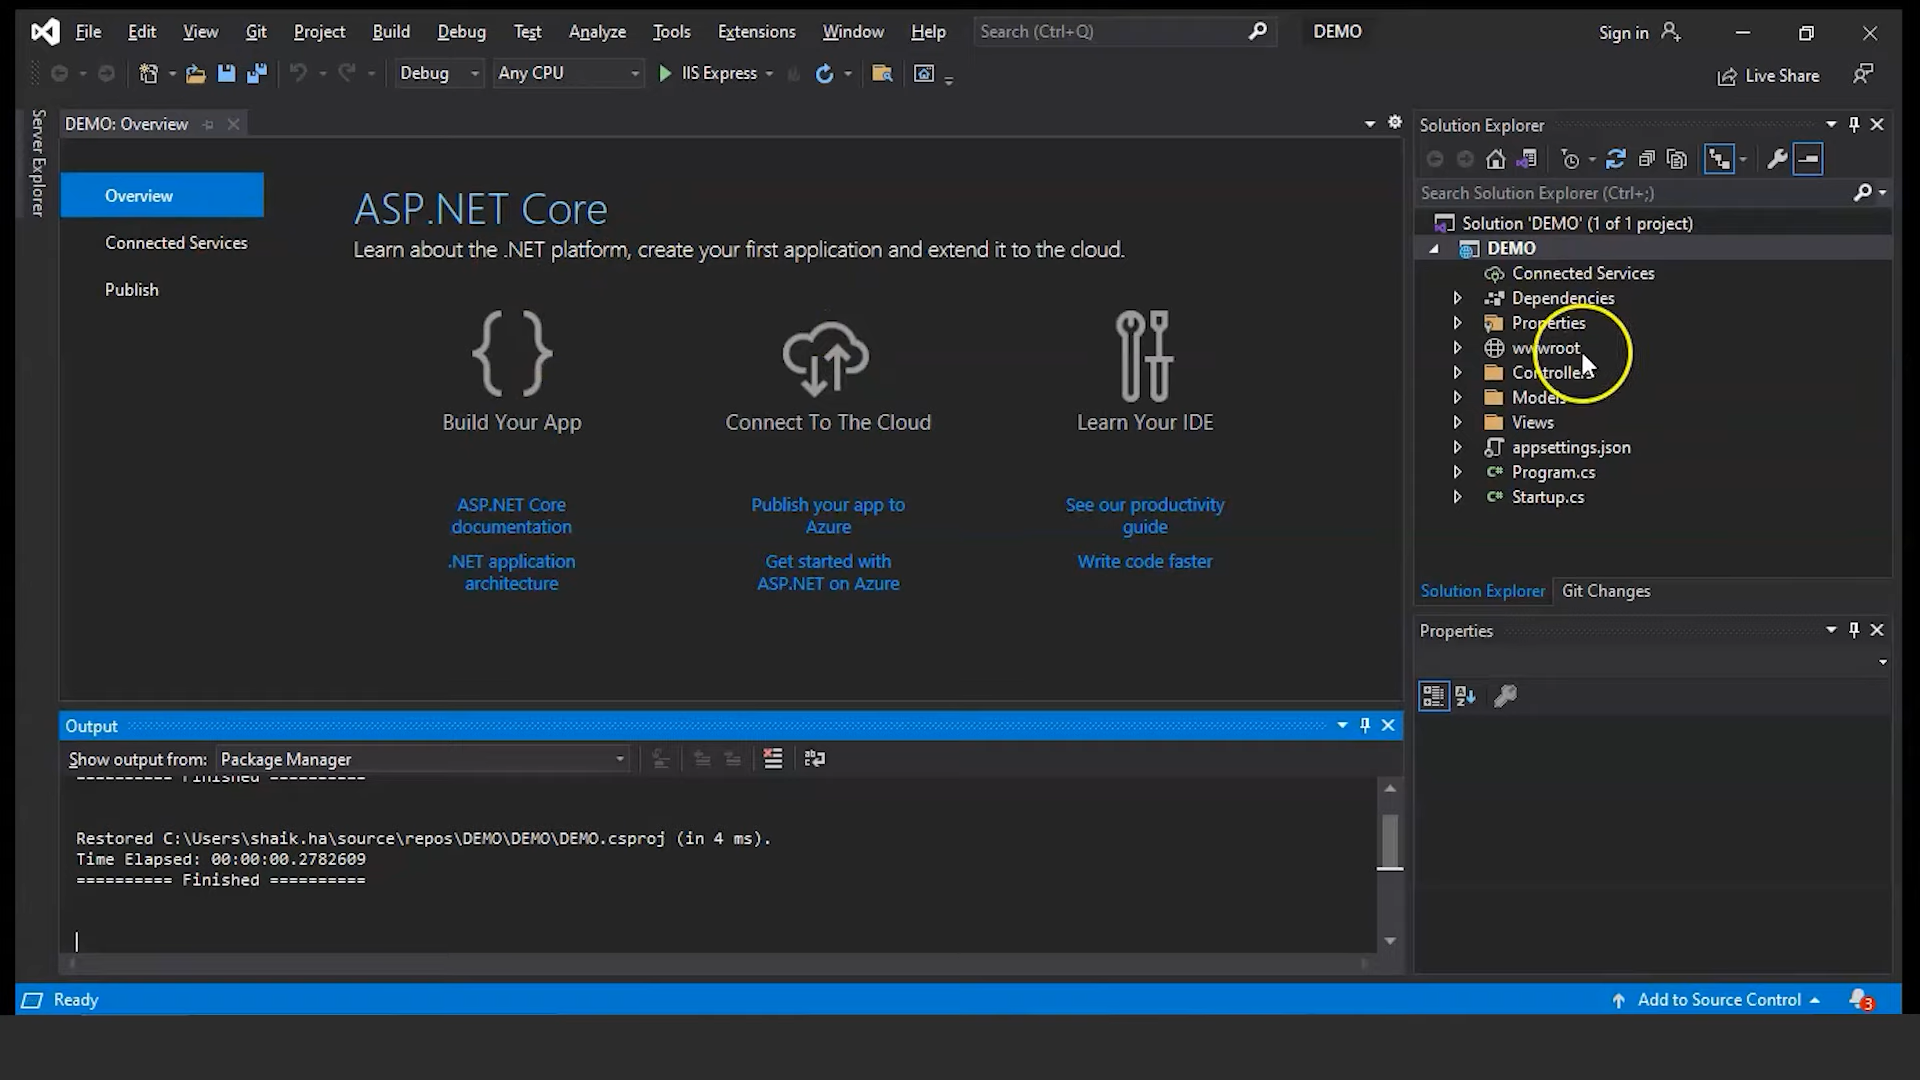 File Edit View Git Project Build Debug Test Analyze Tools Extensions Window Help Search (Ctrl+Q) DEMO Sign in
Debug Any CPU IIS Express Live Share
Server Explorer
DEMO: Overview
Overview
Connected Services
Publish
ASP.NET Core
Learn about the .NET platform, create your first application and extend it to the cloud.
Build Your App
Connect To The Cloud
Learn Your IDE
ASP.NET Core
documentation
.NET application
architecture
Publish your app to
Azure
Get started with
ASP.NET on Azure
See our productivity
guide
Write code faster
Solution Explorer
Search Solution Explorer (Ctrl+;)
Solution 'DEMO' (1 of 1 project)
DEMO
Connected Services
Dependencies
Properties
wwwroot
Controllers
Models
Views
appsettings.json
C# Program.cs
C# Startup.cs
Solution Explorer Git Changes
Properties
Output
Show output from: Package Manager
========== Finished ==========
Restored C:\Users\shaik.ha\source\repos\DEMO\DEMO\DEMO.csproj (in 4 ms).
Time Elapsed: 00:00:00.2782609
========== Finished ==========
Ready Add to Source Control 3